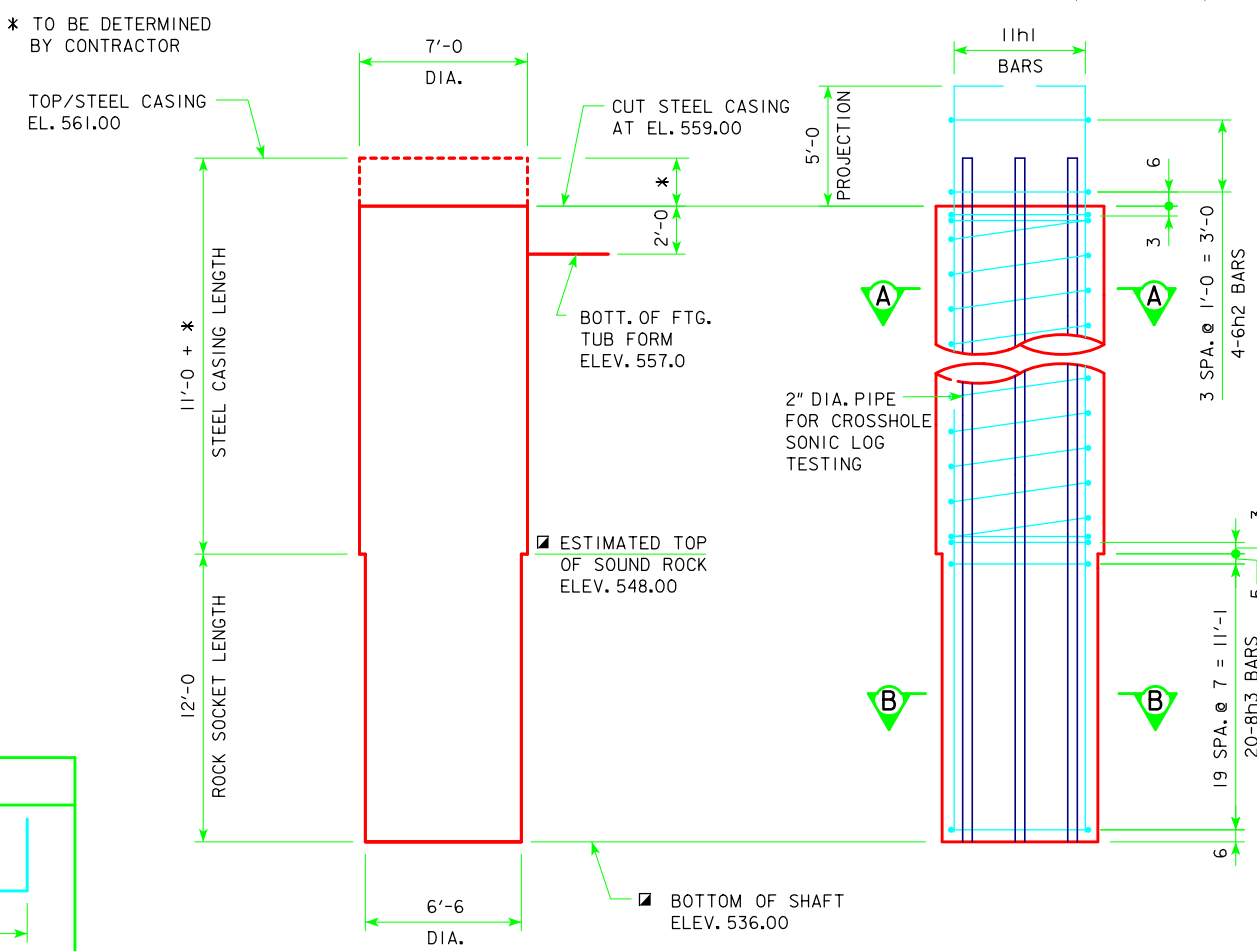 * TO BE DETERMINED
BY CONTRACTOR
TOP/STEEL CASING
EL. 561.00
7'-0
DIA.
CUT STEEL CASING
AT EL. 559.00
*
2'-0
BOTT. OF FTG.
TUB FORM
ELEV. 557.0
11'-0 + *
STEEL CASING LENGTH
ESTIMATED TOP
OF SOUND ROCK
ELEV. 548.00
12'-0
ROCK SOCKET LENGTH
6'-6
DIA.
BOTTOM OF SHAFT
ELEV. 536.00
11h1
BARS
5'-0
PROJECTION
6
3
3 SPA. @ 1'-0 = 3'-0
4-6h2 BARS
A
A
2" DIA. PIPE
FOR CROSSHOLE
SONIC LOG
TESTING
5
19 SPA. @ 7 = 11'-1
20-8h3 BARS
B
B
6